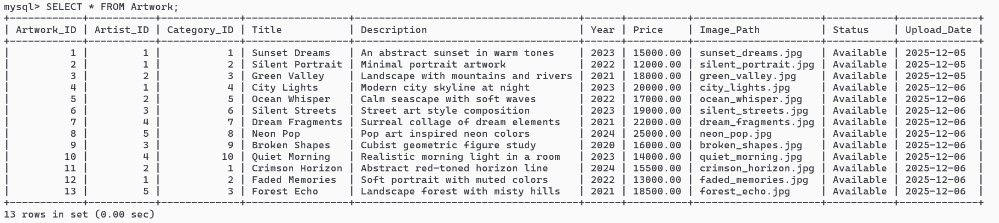 mysql> SELECT * FROM Artwork;
+------------+-----------+-------------+-----------------+-------------------------------------+------+----------+---------------------+-----------+-------------+
| Artwork_ID | Artist_ID | Category_ID | Title           | Description                         | Year | Price    | Image_Path          | Status    | Upload_Date |
+------------+-----------+-------------+-----------------+-------------------------------------+------+----------+---------------------+-----------+-------------+
|          1 |         1 |           1 | Sunset Dreams   | An abstract sunset in warm tones    | 2023 | 15000.00 | sunset_dreams.jpg   | Available | 2025-12-05  |
|          2 |         1 |           2 | Silent Portrait | Minimal portrait artwork            | 2022 | 12000.00 | silent_portrait.jpg | Available | 2025-12-05  |
|          3 |         2 |           3 | Green Valley    | Landscape with mountains and rivers | 2021 | 18000.00 | green_valley.jpg    | Available | 2025-12-05  |
|          4 |         1 |           4 | City Lights     | Modern city skyline at night        | 2023 | 20000.00 | city_lights.jpg     | Available | 2025-12-06  |
|          5 |         2 |           5 | Ocean Whisper   | Calm seascape with soft waves       | 2022 | 17000.00 | ocean_whisper.jpg   | Available | 2025-12-06  |
|          6 |         3 |           6 | Silent Streets  | Street art style composition        | 2023 | 19000.00 | silent_streets.jpg  | Available | 2025-12-06  |
|          7 |         4 |           7 | Dream Fragments | Surreal collage of dream elements   | 2021 | 22000.00 | dream_fragments.jpg | Available | 2025-12-06  |
|          8 |         5 |           8 | Neon Pop        | Pop art inspired neon colors        | 2024 | 25000.00 | neon_pop.jpg        | Available | 2025-12-06  |
|          9 |         3 |           9 | Broken Shapes   | Cubist geometric figure study       | 2020 | 16000.00 | broken_shapes.jpg   | Available | 2025-12-06  |
|         10 |         4 |          10 | Quiet Morning   | Realistic morning light in a room   | 2023 | 14000.00 | quiet_morning.jpg   | Available | 2025-12-06  |
|         11 |         2 |           1 | Crimson Horizon | Abstract red-toned horizon line     | 2024 | 15500.00 | crimson_horizon.jpg | Available | 2025-12-06  |
|         12 |         1 |           2 | Faded Memories  | Soft portrait with muted colors     | 2022 | 13000.00 | faded_memories.jpg  | Available | 2025-12-06  |
|         13 |         5 |           3 | Forest Echo     | Landscape forest with misty hills   | 2021 | 18500.00 | forest_echo.jpg     | Available | 2025-12-06  |
+------------+-----------+-------------+-----------------+-------------------------------------+------+----------+---------------------+-----------+-------------+
13 rows in set (0.00 sec)